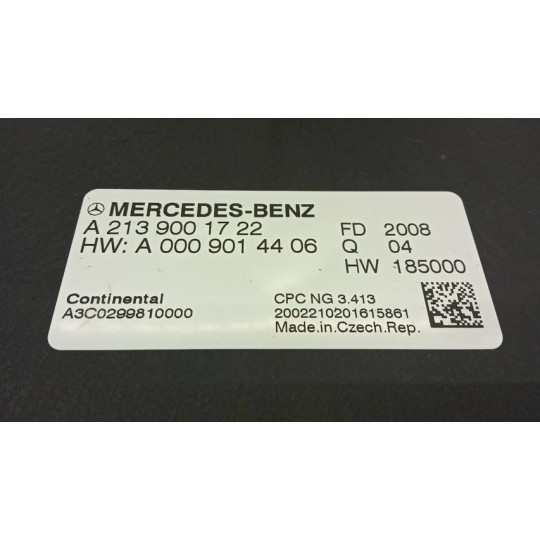 MERCEDES-BENZ
A 213 900 17 22 FD 2008
HW: A 000 901 44 06 Q 04
HW 185000
Continental CPC NG 3.413
A3C0299810000 2002210201615861
Made.in.Czech.Rep.